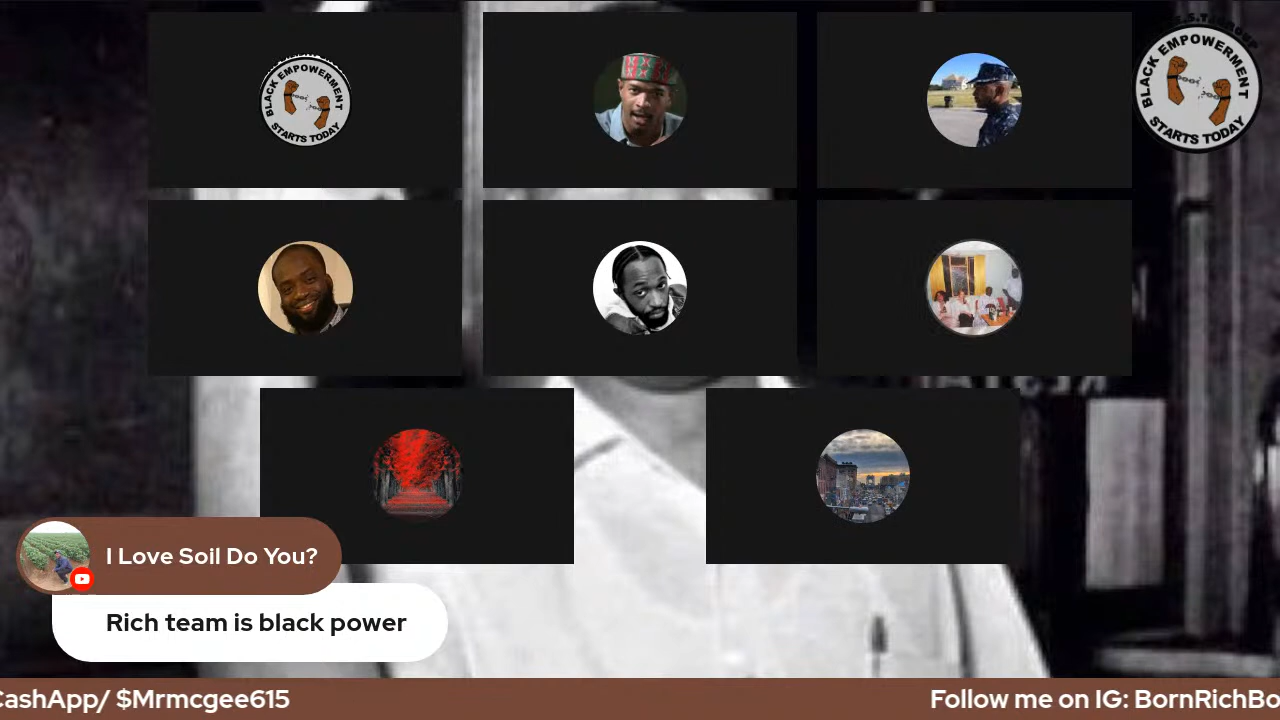 BLACK EMPOWERMENT
STARTS TODAY
BLACK EMPOWERMENT
STARTS TODAY
I Love Soil Do You?
Rich team is black power
CashApp/ $Mrmcgee615
Follow me on IG: BornRichBo